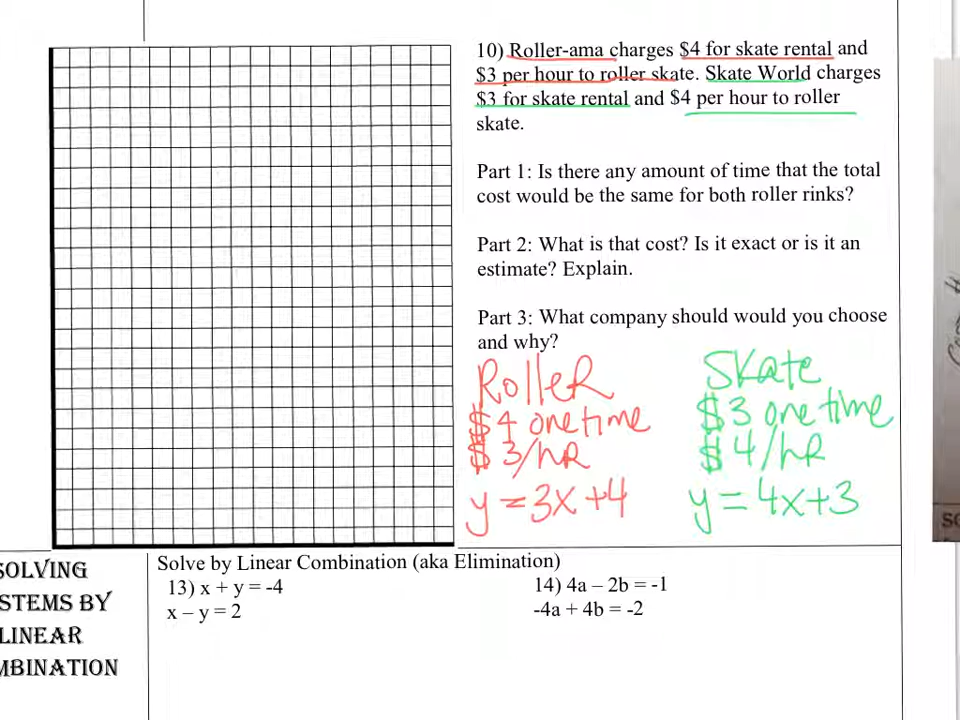 10) Roller-ama charges $4 for skate rental and
$3 per hour to roller skate. Skate World charges
$3 for skate rental and $4 per hour to roller
skate.
Part 1: Is there any amount of time that the total
cost would be the same for both roller rinks?
Part 2: What is that cost? Is it exact or is it an
estimate? Explain.
Part 3: What company should would you choose
and why?
RolleR
$4 one time
$3/hR
y = 3x + 4
Skate
$3 one time
$4/hR
y = 4x + 3
SOLVING
STEMS BY
LINEAR
MBINATION
Solve by Linear Combination (aka Elimination)
13) x + y = -4
x – y = 2
14) 4a – 2b = -1
-4a + 4b = -2